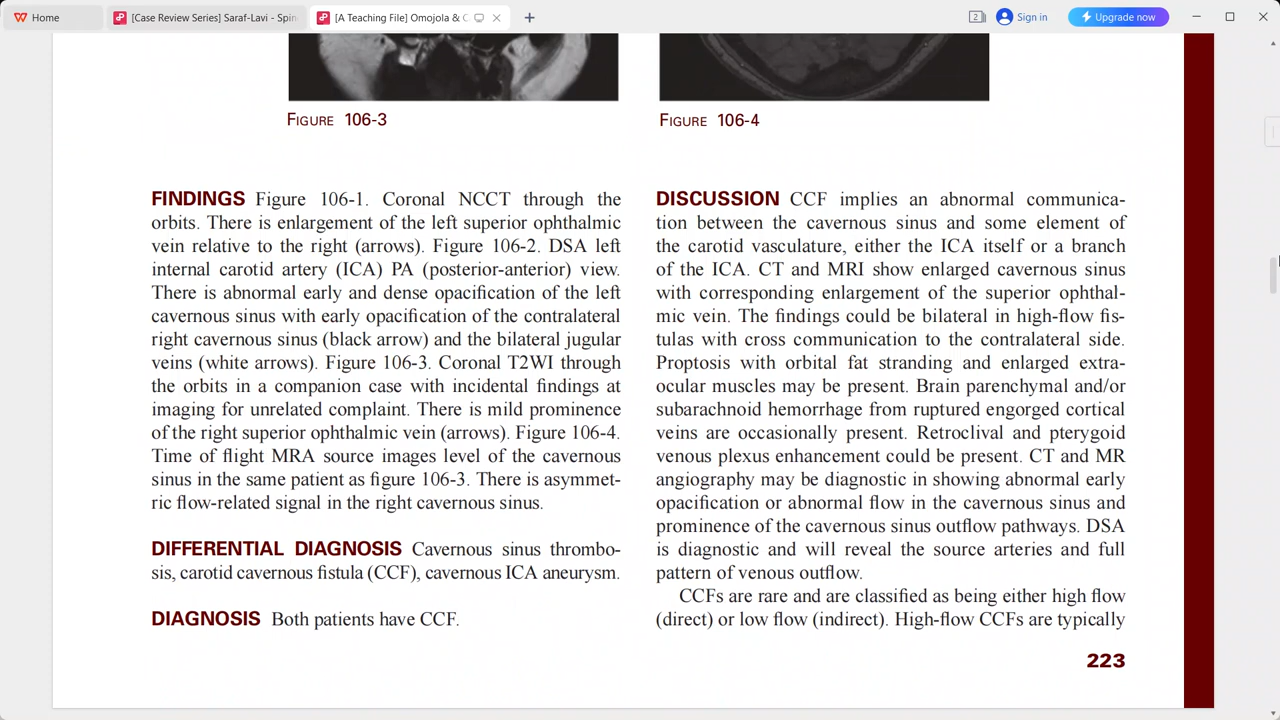 Home
[Case Review Series] Saraf-Lavi - Spin
[A Teaching File] Omojola & C
2
Sign in
Upgrade now
FIGURE 106-3
FIGURE 106-4
FINDINGS Figure 106-1. Coronal NCCT through the
orbits. There is enlargement of the left superior ophthalmic
vein relative to the right (arrows). Figure 106-2. DSA left
internal carotid artery (ICA) PA (posterior-anterior) view.
There is abnormal early and dense opacification of the left
cavernous sinus with early opacification of the contralateral
right cavernous sinus (black arrow) and the bilateral jugular
veins (white arrows). Figure 106-3. Coronal T2WI through
the orbits in a companion case with incidental findings at
imaging for unrelated complaint. There is mild prominence
of the right superior ophthalmic vein (arrows). Figure 106-4.
Time of flight MRA source images level of the cavernous
sinus in the same patient as figure 106-3. There is asymmet-
ric flow-related signal in the right cavernous sinus.
DIFFERENTIAL DIAGNOSIS Cavernous sinus thrombo-
sis, carotid cavernous fistula (CCF), cavernous ICA aneurysm.
DIAGNOSIS Both patients have CCF.
DISCUSSION CCF implies an abnormal communica-
tion between the cavernous sinus and some element of
the carotid vasculature, either the ICA itself or a branch
of the ICA. CT and MRI show enlarged cavernous sinus
with corresponding enlargement of the superior ophthal-
mic vein. The findings could be bilateral in high-flow fis-
tulas with cross communication to the contralateral side.
Proptosis with orbital fat stranding and enlarged extra-
ocular muscles may be present. Brain parenchymal and/or
subarachnoid hemorrhage from ruptured engorged cortical
veins are occasionally present. Retroclival and pterygoid
venous plexus enhancement could be present. CT and MR
angiography may be diagnostic in showing abnormal early
opacification or abnormal flow in the cavernous sinus and
prominence of the cavernous sinus outflow pathways. DSA
is diagnostic and will reveal the source arteries and full
pattern of venous outflow.
CCFs are rare and are classified as being either high flow
(direct) or low flow (indirect). High-flow CCFs are typically
223